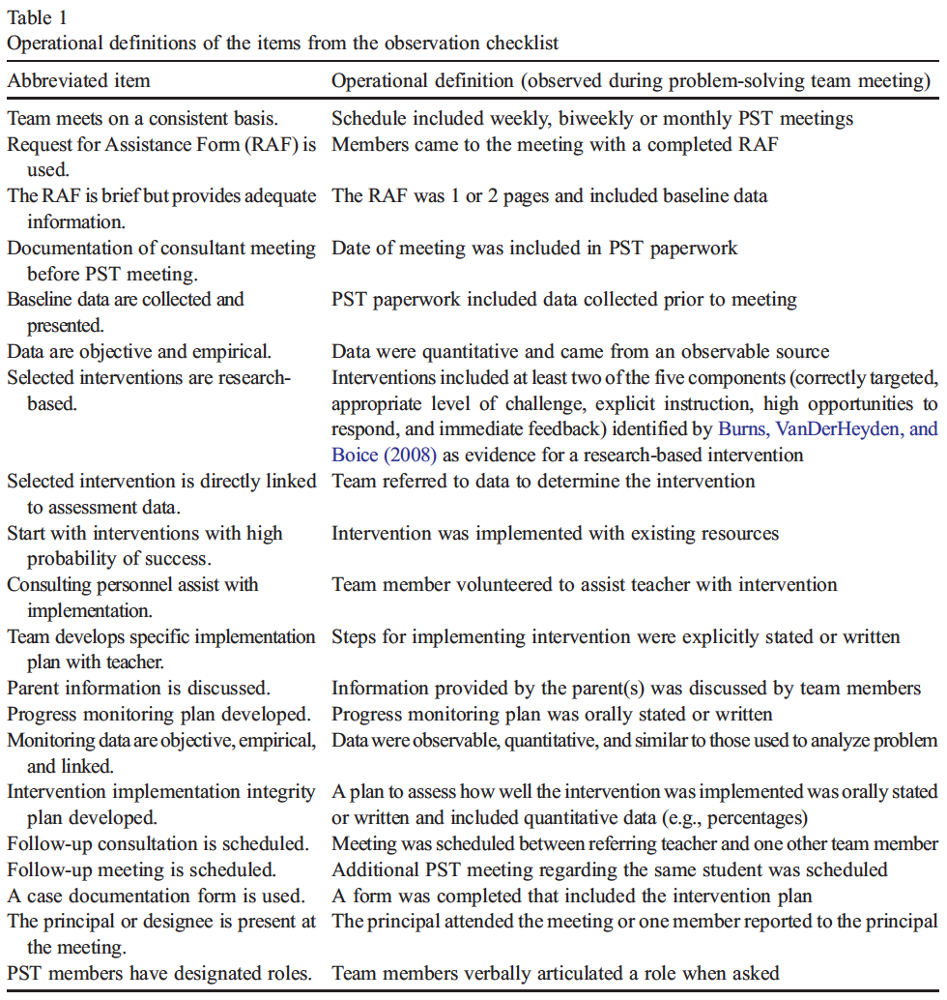 Table 1
Operational definitions of the items from the observation checklist
Abbreviated item Operational definition (observed during problem-solving team meeting)
Team meets on a consistent basis. Schedule included weekly, biweekly or monthly PST meetings
Request for Assistance Form (RAF) is Members came to the meeting with a completed RAF
used.
The RAF is brief but provides adequate The RAF was 1 or 2 pages and included baseline data
information.
Documentation of consultant meeting Date of meeting was included in PST paperwork
before PST meeting.
Baseline data are collected and PST paperwork included data collected prior to meeting
presented.
Data are objective and empirical. Data were quantitative and came from an observable source
Selected interventions are research- Interventions included at least two of the five components (correctly targeted,
based. appropriate level of challenge, explicit instruction, high opportunities to
respond, and immediate feedback) identified by Burns, VanDerHeyden, and
Boice (2008) as evidence for a research-based intervention
Selected intervention is directly linked Team referred to data to determine the intervention
to assessment data.
Start with interventions with high Intervention was implemented with existing resources
probability of success.
Consulting personnel assist with Team member volunteered to assist teacher with intervention
implementation.
Team develops specific implementation Steps for implementing intervention were explicitly stated or written
plan with teacher.
Parent information is discussed. Information provided by the parent(s) was discussed by team members
Progress monitoring plan developed. Progress monitoring plan was orally stated or written
Monitoring data are objective, empirical, Data were observable, quantitative, and similar to those used to analyze problem
and linked.
Intervention implementation integrity A plan to assess how well the intervention was implemented was orally stated
plan developed. or written and included quantitative data (e.g., percentages)
Follow-up consultation is scheduled. Meeting was scheduled between referring teacher and one other team member
Follow-up meeting is scheduled. Additional PST meeting regarding the same student was scheduled
A case documentation form is used. A form was completed that included the intervention plan
The principal or designee is present at The principal attended the meeting or one member reported to the principal
the meeting.
PST members have designated roles. Team members verbally articulated a role when asked